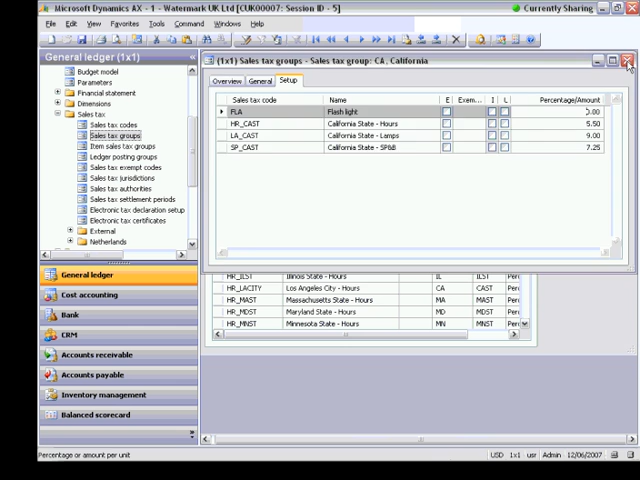 Microsoft Dynamics AX - 1 - Watermark UK Ltd [CUK00007: Session ID - 5]
Currently Sharing
File Edit View Favorites Tools Command Windows Help
General ledger (1x1)
Budget model
Parameters
Financial statement
Dimensions
Sales tax
Sales tax codes
Sales tax groups
Item sales tax groups
Ledger posting groups
Sales tax exempt codes
Sales tax jurisdictions
Sales tax authorities
Sales tax settlement periods
Electronic tax declaration setup
Electronic tax certificates
External
Netherlands
General ledger
Cost accounting
Bank
CRM
Accounts receivable
Accounts payable
Inventory management
Balanced scorecard
(1x1) Sales tax groups - Sales tax group: CA, California
Overview General Setup
Sales tax code Name E Exem... I L Percentage/Amount
FLA Flash light 0.00
HR_CAST California State - Hours 5.50
LA_CAST California State - Lamps 9.00
SP_CAST California State - SP&B 7.25
HR_ILST Illinois State - Hours IL ILST Perc
HR_LACITY Los Angeles City - Hours CA CAST Perc
HR_MAST Massachusetts State - Hours MA MAST Perc
HR_MDST Maryland State - Hours MD MDST Perc
HR_MNST Minnesota State - Hours MN MNST Perc
Percentage or amount per unit
USD 1x1 usr Admin 12/06/2007